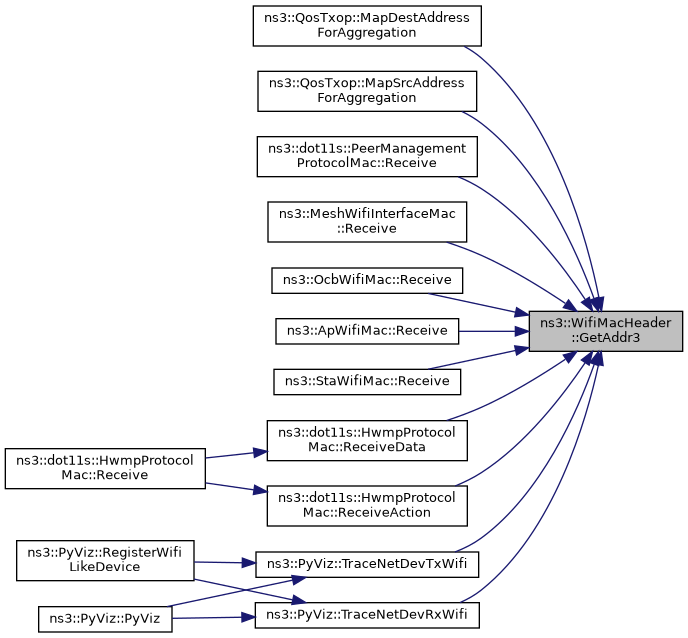 ns3::QosTxop::MapDestAddress
ForAggregation
ns3::QosTxop::MapSrcAddress
ForAggregation
ns3::dot11s::PeerManagement
ProtocolMac::Receive
ns3::MeshWifiInterfaceMac
::Receive
ns3::OcbWifiMac::Receive
ns3::WifiMacHeader
::GetAddr3
ns3::ApWifiMac::Receive
ns3::StaWifiMac::Receive
ns3::dot11s::HwmpProtocol
Mac::ReceiveData
ns3::dot11s::HwmpProtocol
Mac::Receive
ns3::dot11s::HwmpProtocol
Mac::ReceiveAction
ns3::PyViz::RegisterWifi
LikeDevice
ns3::PyViz::TraceNetDevTxWifi
ns3::PyViz::PyViz
ns3::PyViz::TraceNetDevRxWifi